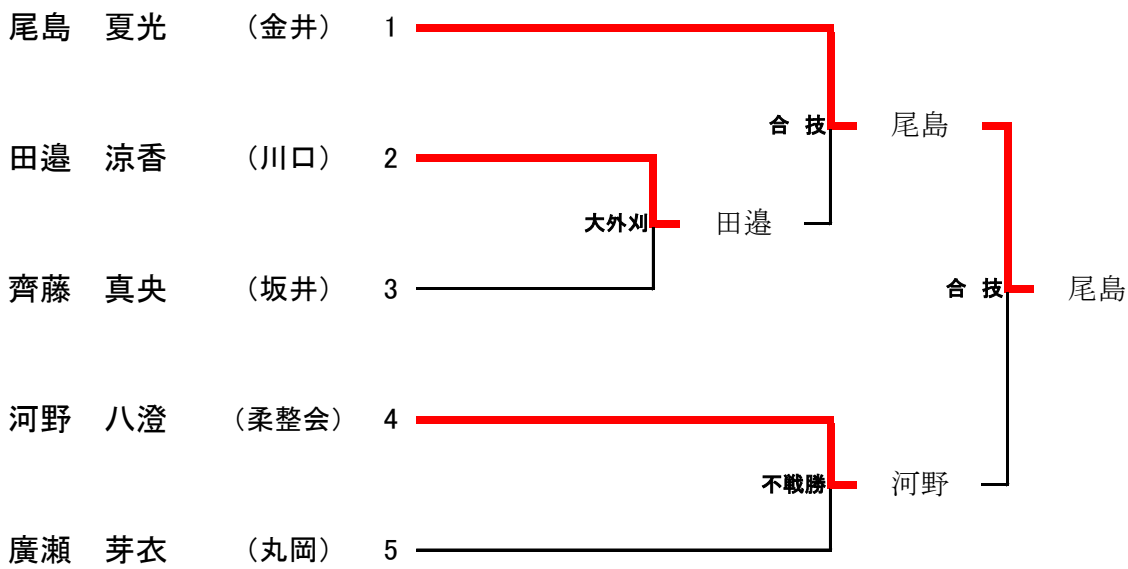 尾島　夏光　（金井）　1
合 技　尾島
田邉　涼香　（川口）　2
大外刈　田邉
齊藤　真央　（坂井）　3
合 技　尾島
河野　八澄　（柔整会）　4
不戦勝　河野
廣瀬　芽衣　（丸岡）　5